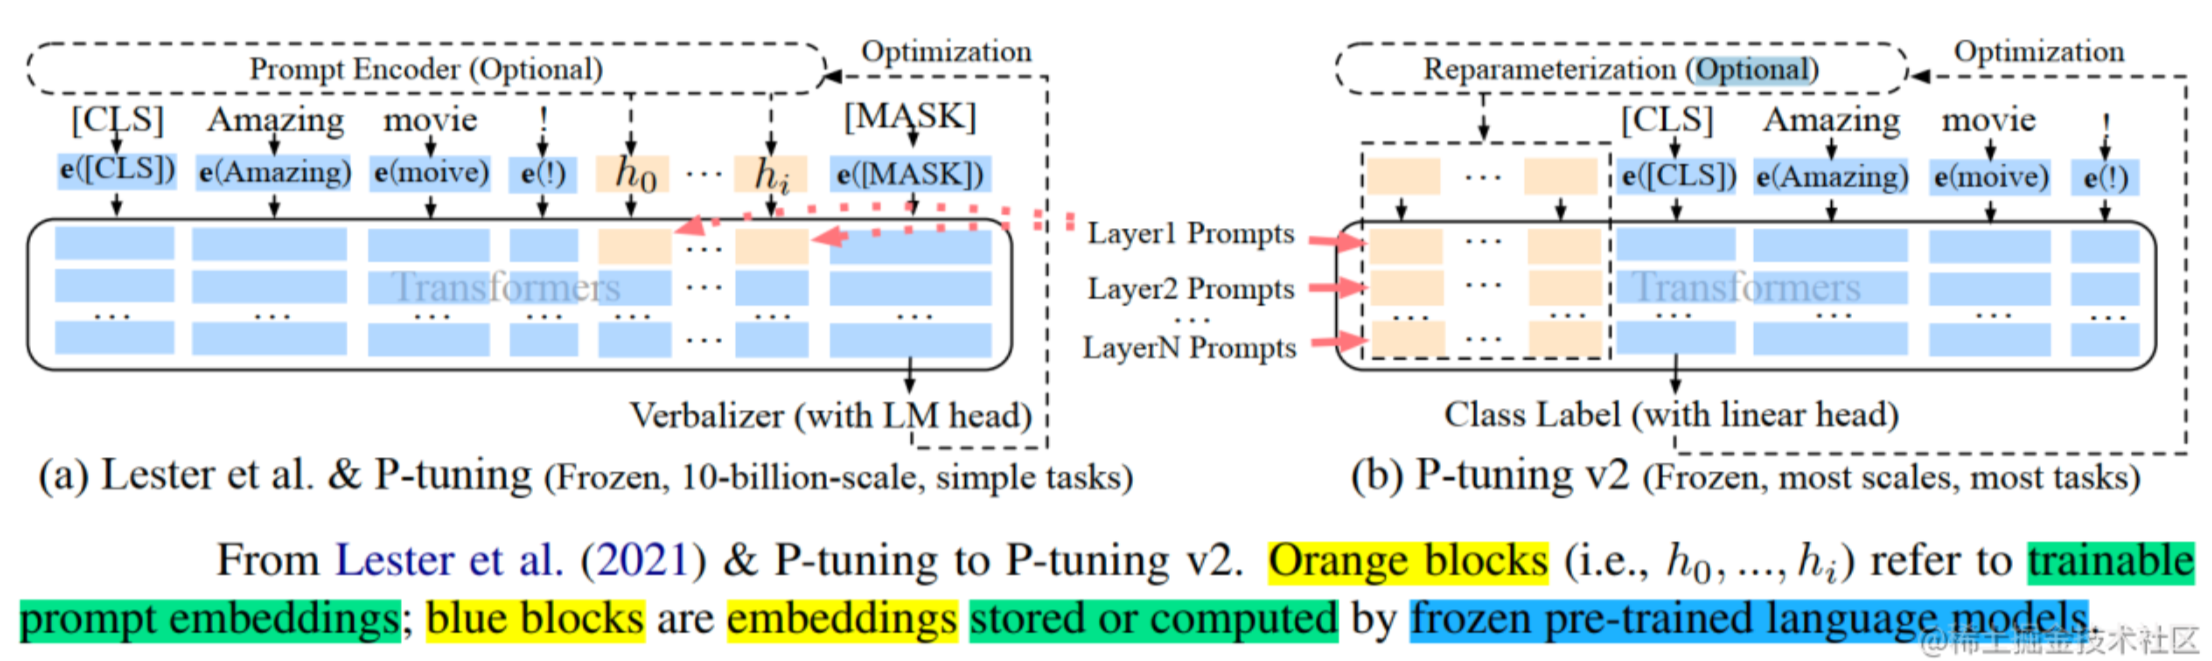 Prompt Encoder (Optional)
Optimization
[CLS] Amazing movie ! [MASK]
e([CLS]) e(Amazing) e(moive) e(!) h0 ... hi e([MASK])
...
Transformers
...
... ... ... ... ... ... ...
...
Verbalizer (with LM head)
(a) Lester et al. & P-tuning (Frozen, 10-billion-scale, simple tasks)
Layer1 Prompts
Layer2 Prompts
...
LayerN Prompts
Reparameterization (Optional)
Optimization
[CLS] Amazing movie !
... e([CLS]) e(Amazing) e(moive) e(!)
...
... Transformers
... ... ... ... ... ...
...
Class Label (with linear head)
(b) P-tuning v2 (Frozen, most scales, most tasks)
From Lester et al. (2021) & P-tuning to P-tuning v2. Orange blocks (i.e., h0, ..., hi) refer to trainable
prompt embeddings; blue blocks are embeddings stored or computed by frozen pre-trained language models.
@稀土掘金技术社区